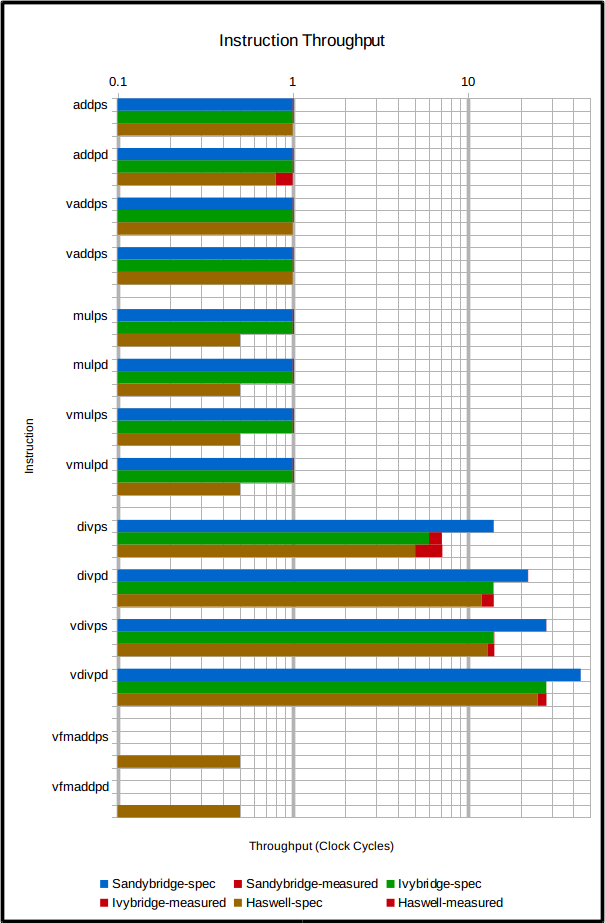 Instruction Throughput
0.1 1 10
addps
addpd
vaddps
vaddps
mulps
mulpd
vmulps
vmulpd
Instruction
divps
divpd
vdivps
vdivpd
vfmaddps
vfmaddpd
Throughput (Clock Cycles)
Sandybridge-spec Sandybridge-measured Ivybridge-spec
Ivybridge-measured Haswell-spec Haswell-measured